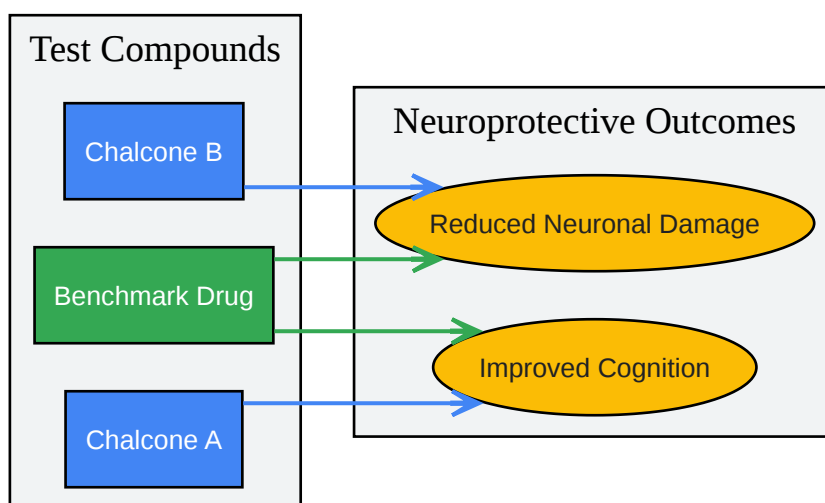 Test Compounds
Chalcone B
Benchmark Drug
Chalcone A
Neuroprotective Outcomes
Reduced Neuronal Damage
Improved Cognition